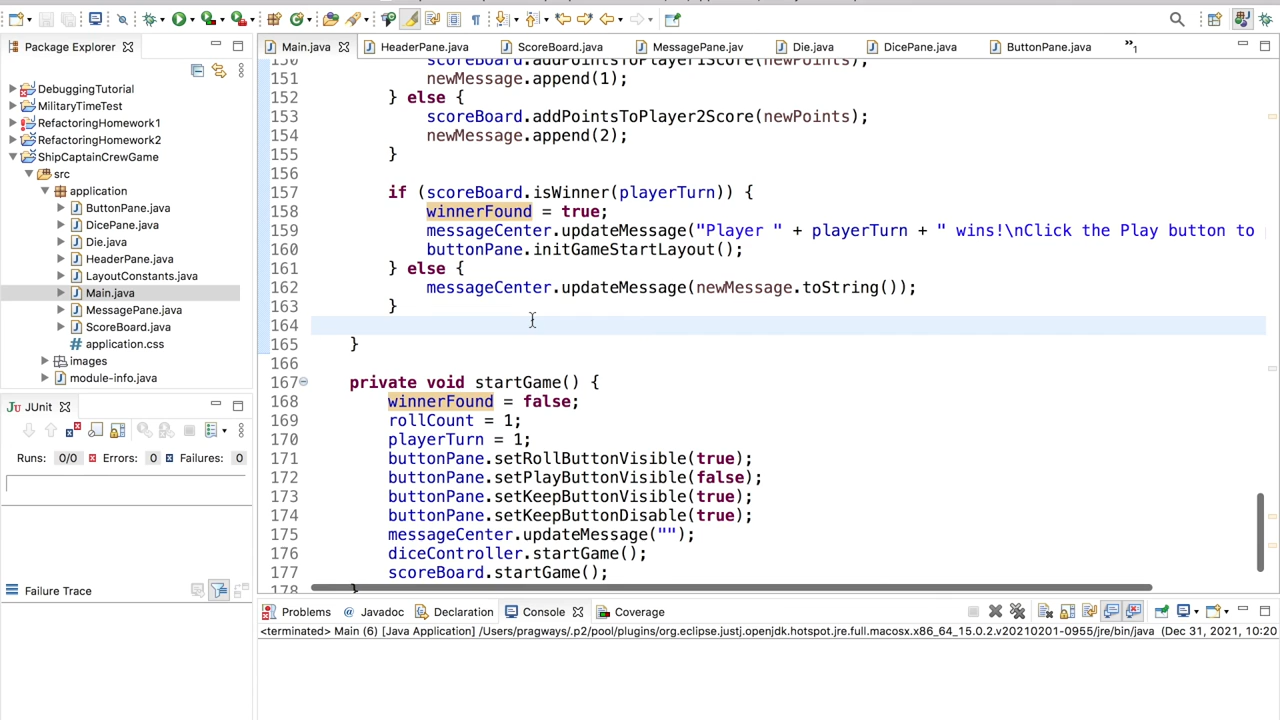 Package Explorer
Main.java
HeaderPane.java
ScoreBoard.java
MessagePane.jav
Die.java
DicePane.java
ButtonPane.java
»1
DebuggingTutorial
MilitaryTimeTest
RefactoringHomework1
RefactoringHomework2
ShipCaptainCrewGame
src
application
ButtonPane.java
DicePane.java
Die.java
HeaderPane.java
LayoutConstants.java
Main.java
MessagePane.java
ScoreBoard.java
application.css
images
module-info.java
JUnit
Runs: 0/0 Errors: 0 Failures: 0
Failure Trace
150 scoreBoard.addPointsToPlayer1Score(newPoints);
151 newMessage.append(1);
152 } else {
153 scoreBoard.addPointsToPlayer2Score(newPoints);
154 newMessage.append(2);
155 }
156
157 if (scoreBoard.isWinner(playerTurn)) {
158 winnerFound = true;
159 messageCenter.updateMessage("Player " + playerTurn + " wins!\nClick the Play button to
160 buttonPane.initGameStartLayout();
161 } else {
162 messageCenter.updateMessage(newMessage.toString());
163 }
164
165 }
166
167 private void startGame() {
168 winnerFound = false;
169 rollCount = 1;
170 playerTurn = 1;
171 buttonPane.setRollButtonVisible(true);
172 buttonPane.setPlayButtonVisible(false);
173 buttonPane.setKeepButtonVisible(true);
174 buttonPane.setKeepButtonDisable(true);
175 messageCenter.updateMessage("");
176 diceController.startGame();
177 scoreBoard.startGame();
178 }
Problems
@ Javadoc
Declaration
Console
Coverage
<terminated> Main (6) [Java Application] /Users/pragways/.p2/pool/plugins/org.eclipse.justj.openjdk.hotspot.jre.full.macosx.x86_64_15.0.2.v20210201-0955/jre/bin/java (Dec 31, 2021, 10:20